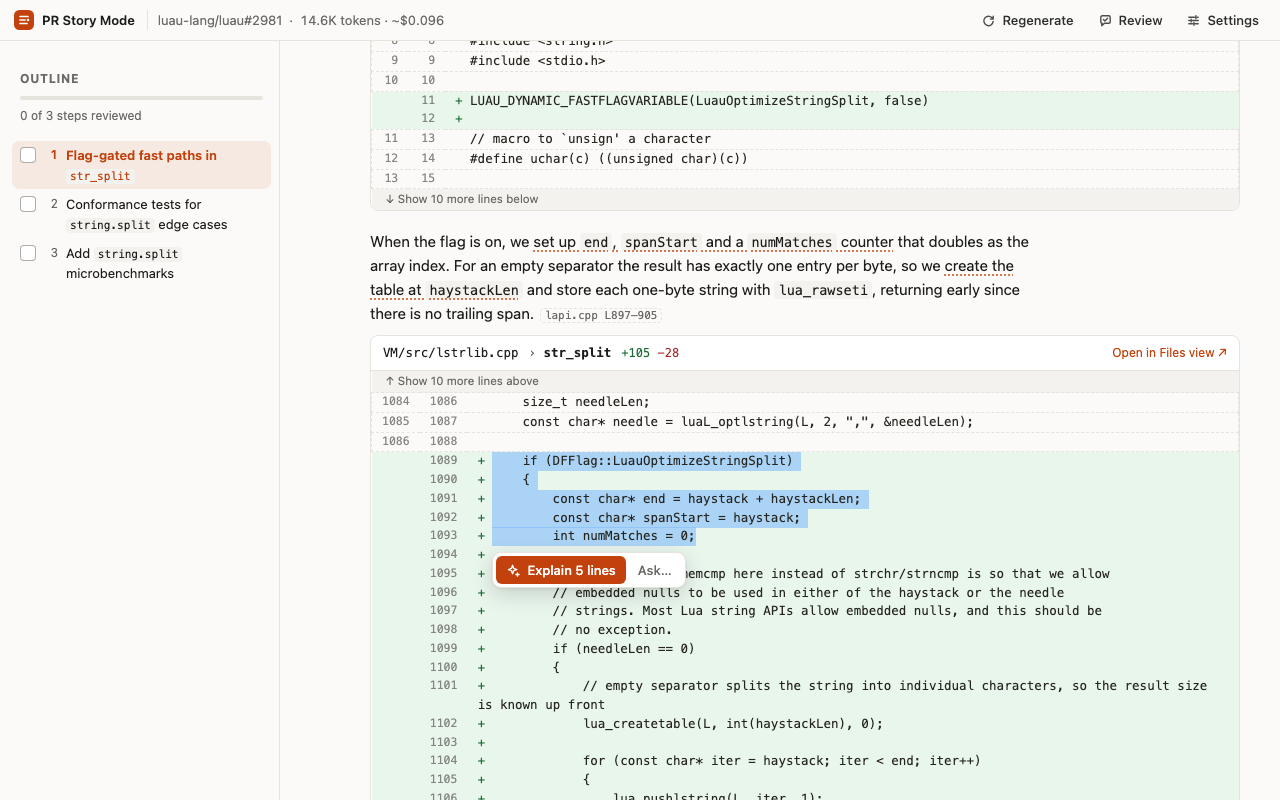 PR Story Mode luau-lang/luau#2981 · 14.6K tokens · ~$0.096 Regenerate Review Settings
OUTLINE
0 of 3 steps reviewed
1 Flag-gated fast paths in
str_split
2 Conformance tests for
string.split edge cases
3 Add string.split
microbenchmarks
8 8 #include <string.h>
9 9 #include <stdio.h>
10 10
11 + LUAU_DYNAMIC_FASTFLAGVARIABLE(LuauOptimizeStringSplit, false)
12 +
11 13 // macro to `unsign' a character
12 14 #define uchar(c) ((unsigned char)(c))
13 15
↓ Show 10 more lines below
When the flag is on, we set up end, spanStart and a numMatches counter that doubles as the
array index. For an empty separator the result has exactly one entry per byte, so we create the
table at haystackLen and store each one-byte string with lua_rawseti, returning early since
there is no trailing span. lapi.cpp L897–905
VM/src/lstrlib.cpp › str_split +105 −28 Open in Files view ↗
↑ Show 10 more lines above
1084 1086 size_t needleLen;
1085 1087 const char* needle = luaL_optlstring(L, 2, ",", &needleLen);
1086 1088
1089 + if (DFFlag::LuauOptimizeStringSplit)
1090 + {
1091 + const char* end = haystack + haystackLen;
1092 + const char* spanStart = haystack;
1093 + int numMatches = 0;
1094 +
Explain 5 lines Ask...
1095 + memcmp here instead of strchr/strncmp is so that we allow
1096 + // embedded nulls to be used in either of the haystack or the needle
1097 + // strings. Most Lua string APIs allow embedded nulls, and this should be
1098 + // no exception.
1099 + if (needleLen == 0)
1100 + {
1101 + // empty separator splits the string into individual characters, so the result size
is known up front
1102 + lua_createtable(L, int(haystackLen), 0);
1103 +
1104 + for (const char* iter = haystack; iter < end; iter++)
1105 + {
1106 + lua_pushlstring(L, iter, 1);